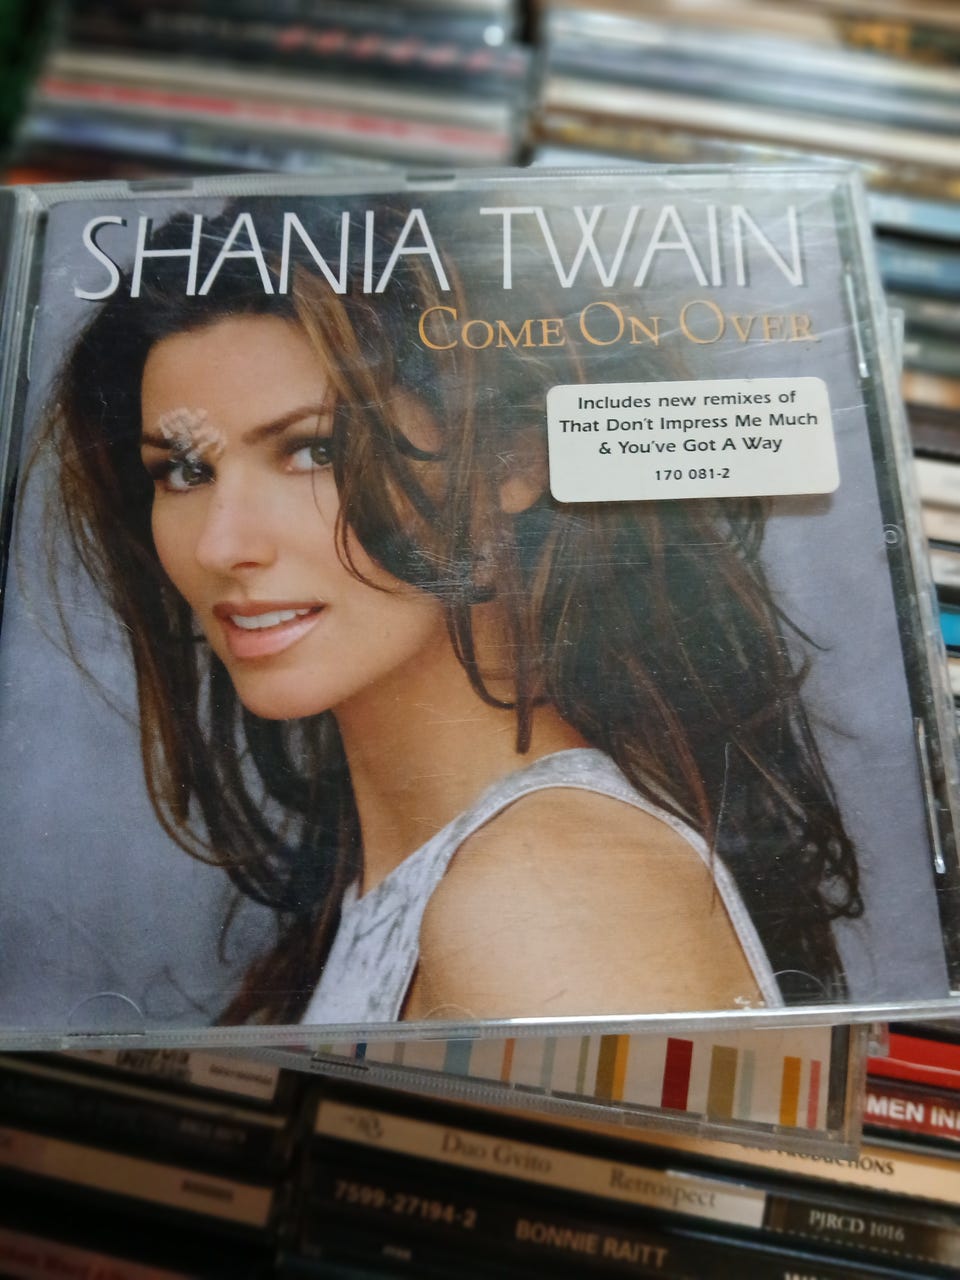 SHANIA TWAIN
COME ON OVER
Includes new remixes of
That Don't Impress Me Much
& You've Got A Way
170 081-2
MEN IN
PRODUCTIONS
Duo Gvito
Retrospect
PJRCD 1016
7599-27194-2
BONNIE RAITT